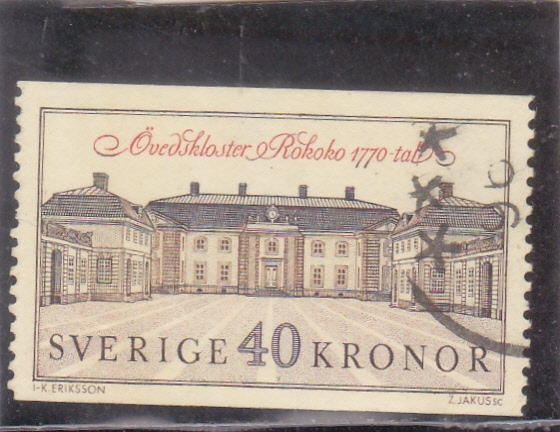 Övedskloster Rokoko 1770-tal
SVERIGE 40 KRONOR
I-K. ERIKSSON
Z. JAKUS SC